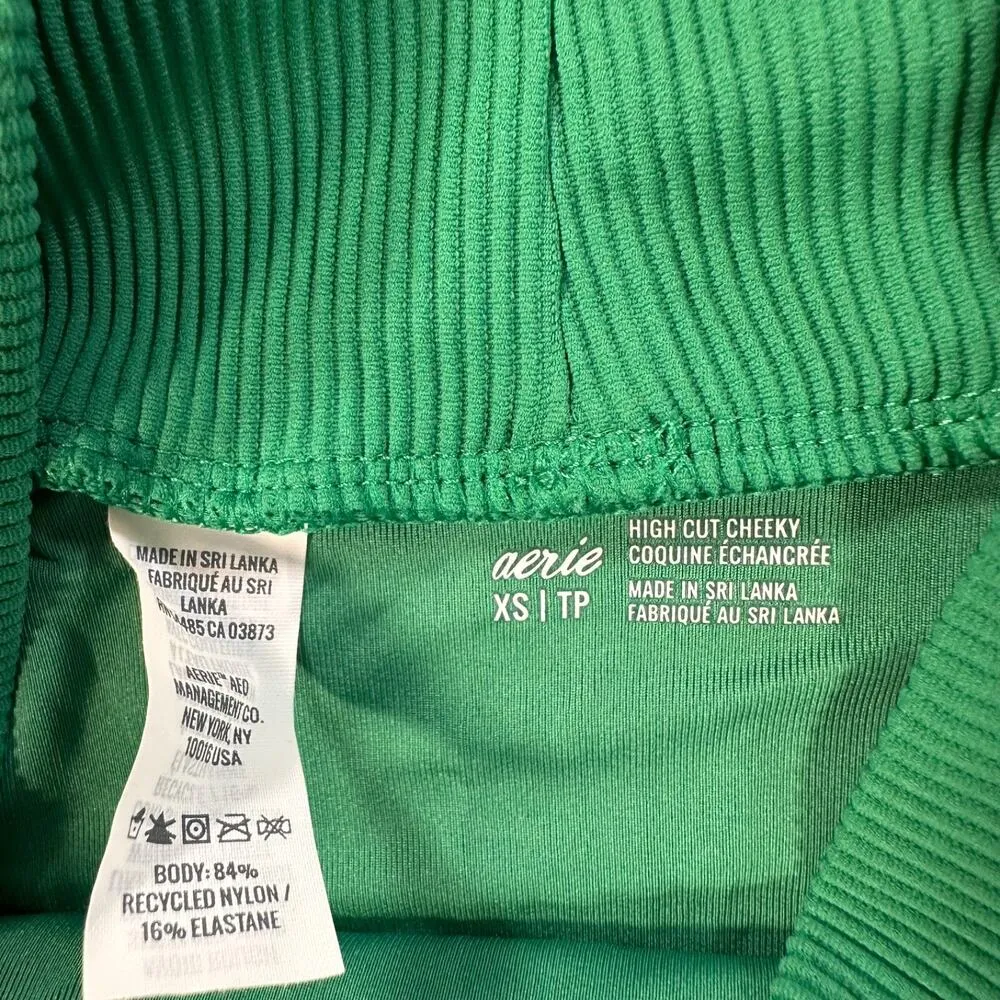 MADE IN SRI LANKA
FABRIQUÉ AU SRI
LANKA
CA 03873
AERIE™ AEO
MANAGEMENT CO.
NEW YORK, NY
10016 USA
BODY: 84%
RECYCLED NYLON /
16% ELASTANE
aerie
XS | TP
HIGH CUT CHEEKY
COQUINE ÉCHANCRÉE
MADE IN SRI LANKA
FABRIQUÉ AU SRI LANKA